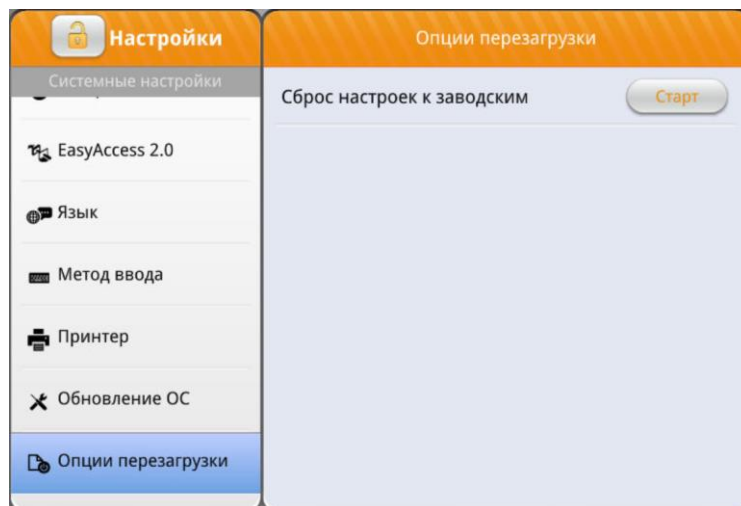 Настройки
Системные настройки
EasyAccess 2.0
Язык
Метод ввода
Принтер
Обновление ОС
Опции перезагрузки
Опции перезагрузки
Сброс настроек к заводским
Старт